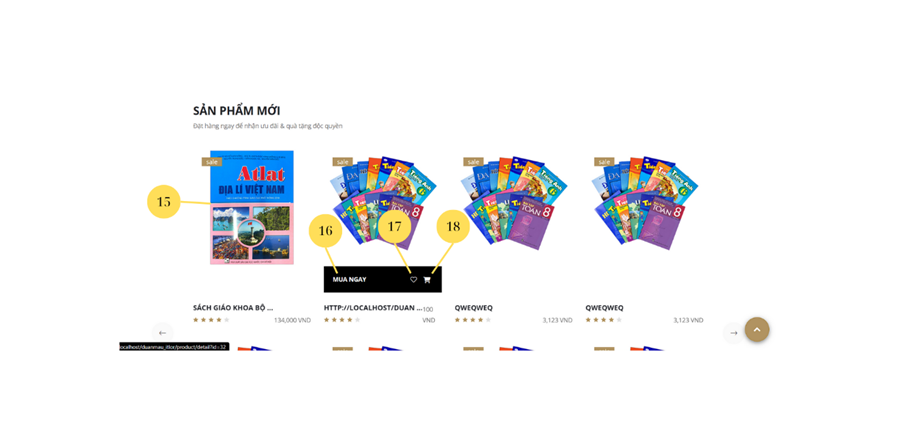 SẢN PHẨM MỚI
Đặt hàng ngay để nhận ưu đãi & quà tặng độc quyền
sale
sale
sale
sale
Atlat
ĐỊA LÍ VIỆT NAM
15
16
17
18
TOÁN 8
TOÁN 8
TOÁN 8
MUA NGAY
SÁCH GIÁO KHOA BỘ ...
HTTP://LOCALHOST/DUAN ...
100 VND
QWEQWEQ
QWEQWEQ
134,000 VND
3,123 VND
3,123 VND
localhost/duanmau_itlor/product/detail?id=32